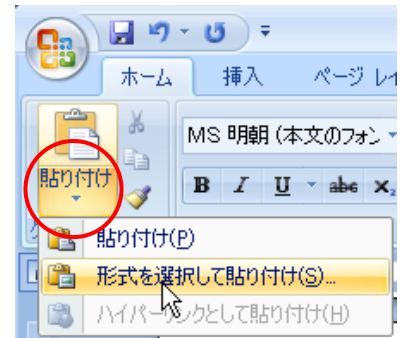 ホーム 挿入 ページ レイ
MS 明朝 (本文のフォン
貼り付け
B I U abc x₂
貼り付け(P)
形式を選択して貼り付け(S)...
ハイパーリンクとして貼り付け(H)